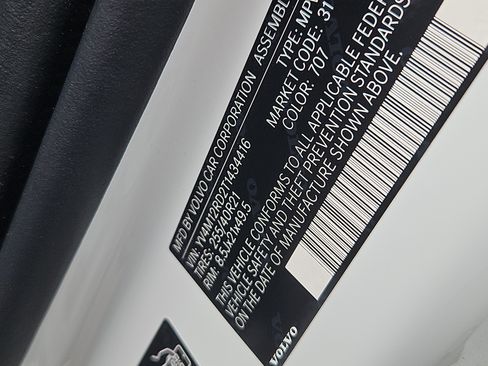 MFD BY VOLVO CAR CORPORATION ASSEMBL
VIN: YV4M12RD2T1434416 TYPE: MPV
TIRES: 255/40R21 MARKET CODE: 31
RIM: 8.5Jx21x49.5 COLOR: 707
THIS VEHICLE CONFORMS TO ALL APPLICABLE FEDER
VEHICLE SAFETY AND THEFT PREVENTION STANDARDS
ON THE DATE OF MANUFACTURE SHOWN ABOVE.
VOLVO